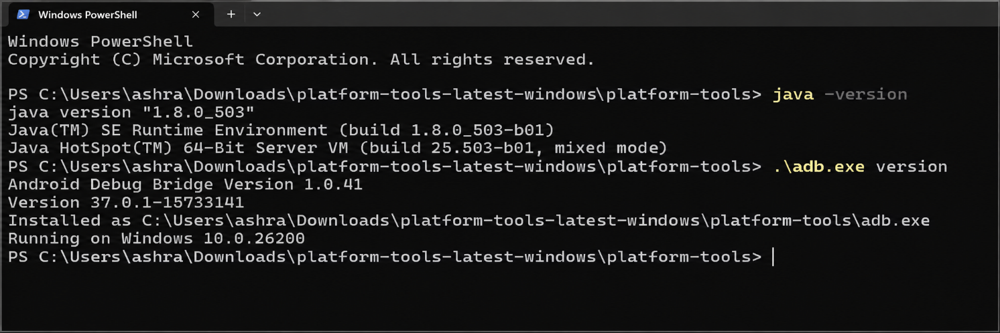 Windows PowerShell
Windows PowerShell
Copyright (C) Microsoft Corporation. All rights reserved.
PS C:\Users\ashra\Downloads\platform-tools-latest-windows\platform-tools> java -version
java version "1.8.0_503"
Java(TM) SE Runtime Environment (build 1.8.0_503-b01)
Java HotSpot(TM) 64-Bit Server VM (build 25.503-b01, mixed mode)
PS C:\Users\ashra\Downloads\platform-tools-latest-windows\platform-tools> .\adb.exe version
Android Debug Bridge Version 1.0.41
Version 37.0.1-15733141
Installed as C:\Users\ashra\Downloads\platform-tools-latest-windows\platform-tools\adb.exe
Running on Windows 10.0.26200
PS C:\Users\ashra\Downloads\platform-tools-latest-windows\platform-tools>